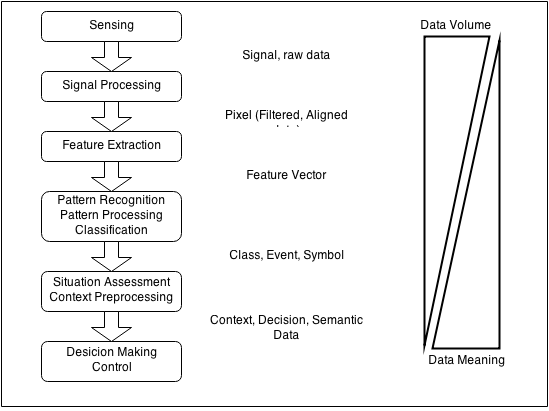 Sensing
Data Volume
Signal, raw data
Signal Processing
Pixel (Filtered, Aligned
Feature Extraction
Feature Vector
Pattern Recognition
Pattern Processing
Classification
Class, Event, Symbol
Situation Assessment
Context Preprocessing
Context, Decision, Semantic
Data
Desicion Making
Control
Data Meaning